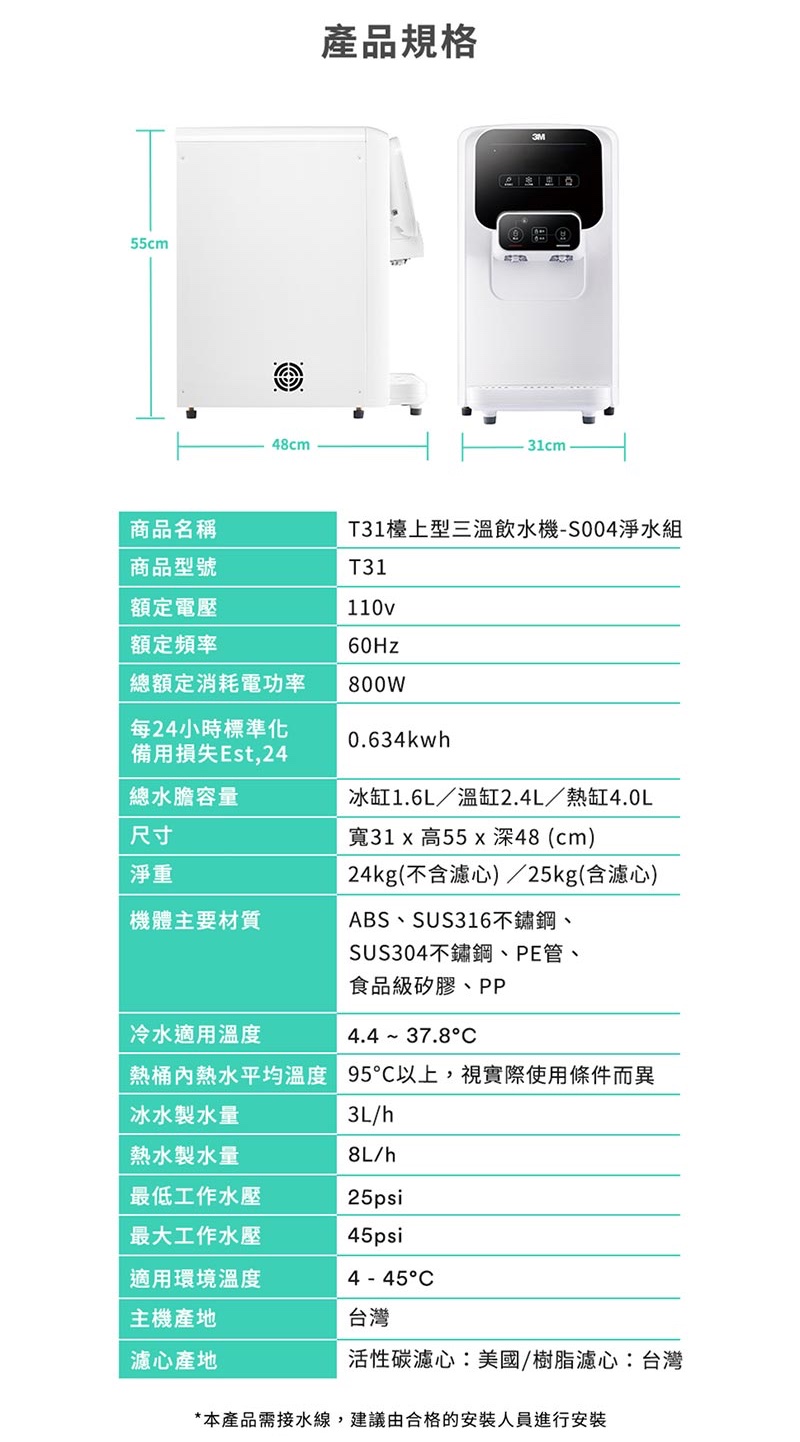 產品規格
3M
55cm
48cm
31cm
商品名稱 T31檯上型三溫飲水機-S004淨水組
商品型號 T31
額定電壓 110v
額定頻率 60Hz
總額定消耗電功率 800W
每24小時標準化
備用損失Est,24 0.634kwh
總水膽容量 冰缸1.6L／溫缸2.4L／熱缸4.0L
尺寸 寬31 x 高55 x 深48 (cm)
淨重 24kg(不含濾心)／25kg(含濾心)
機體主要材質 ABS、SUS316不鏽鋼、
SUS304不鏽鋼、PE管、
食品級矽膠、PP
冷水適用溫度 4.4 ~ 37.8°C
熱桶內熱水平均溫度 95°C以上，視實際使用條件而異
冰水製水量 3L/h
熱水製水量 8L/h
最低工作水壓 25psi
最大工作水壓 45psi
適用環境溫度 4 - 45°C
主機產地 台灣
濾心產地 活性碳濾心：美國/樹脂濾心：台灣
*本產品需接水線，建議由合格的安裝人員進行安裝